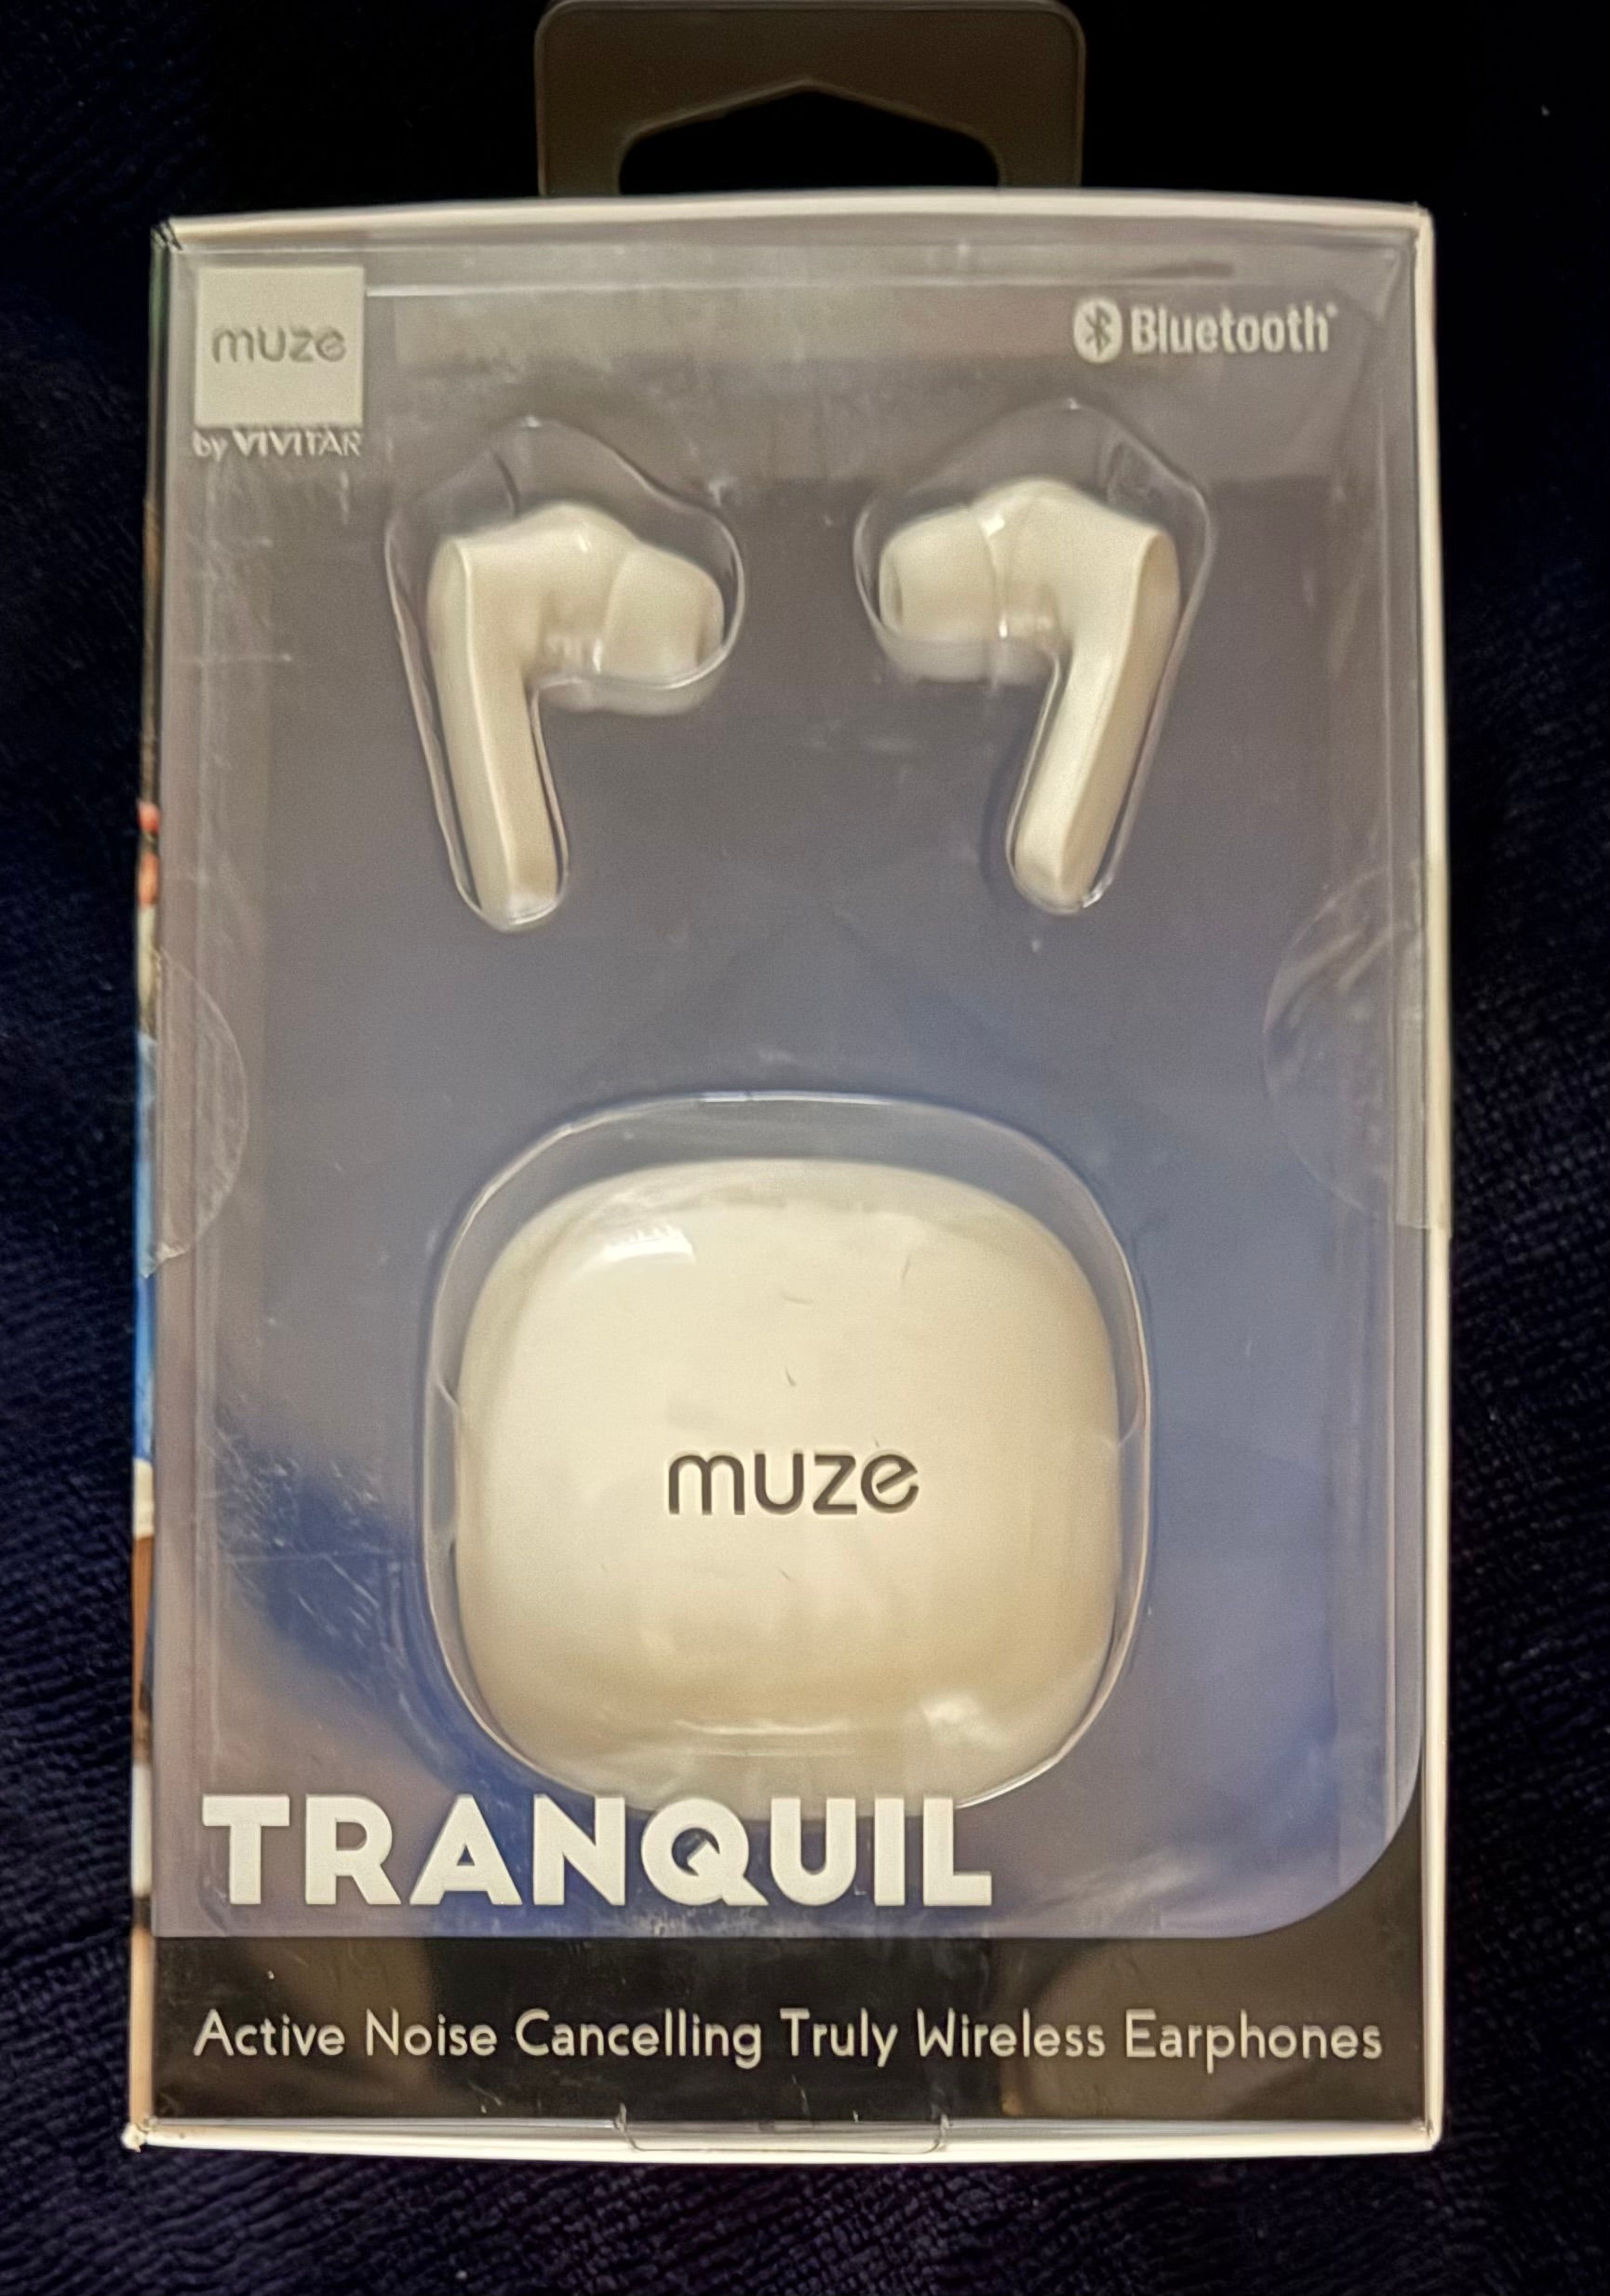 muze
by VIVITAR
Bluetooth®
muze
TRANQUIL
Active Noise Cancelling Truly Wireless Earphones